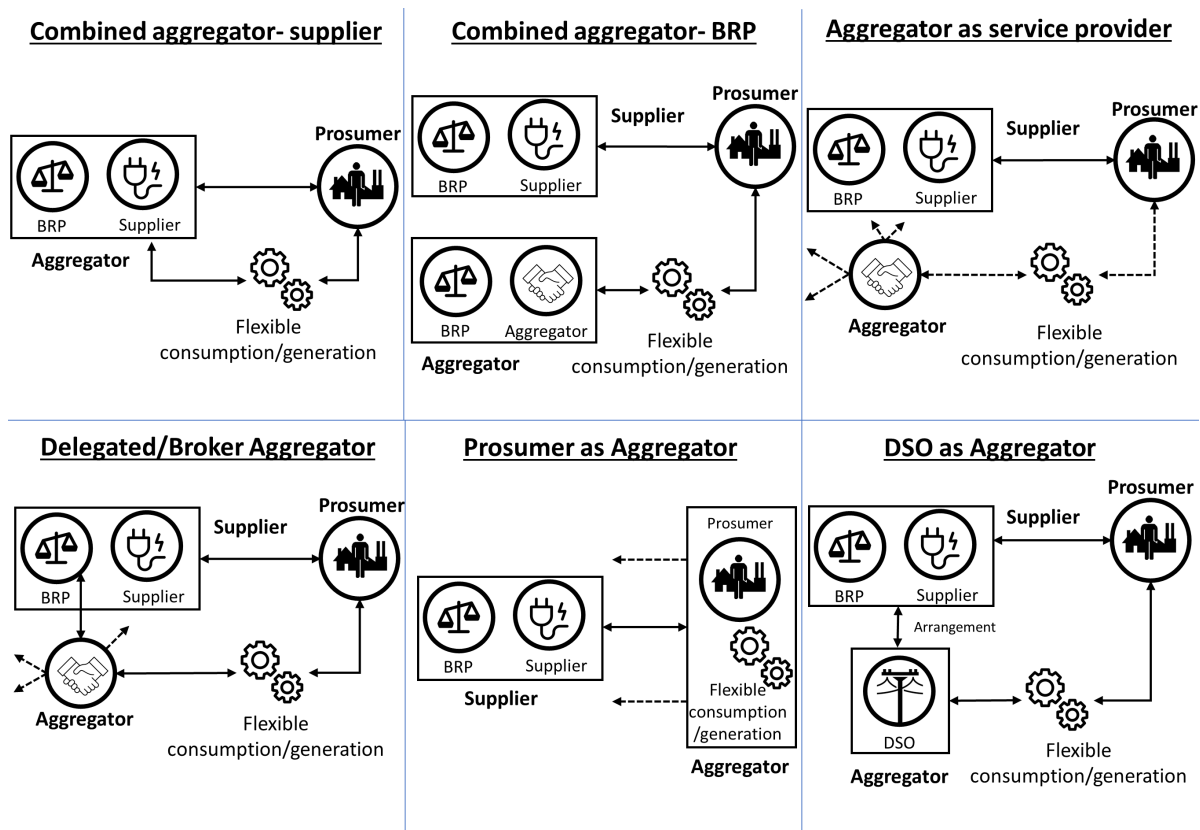 Combined aggregator- supplier
Prosumer
BRP
Supplier
Aggregator
Flexible
consumption/generation
Combined aggregator- BRP
Prosumer
Supplier
BRP
Supplier
BRP
Aggregator
Aggregator
Flexible
consumption/generation
Aggregator as service provider
Prosumer
Supplier
BRP
Supplier
Aggregator
Flexible
consumption/generation
Delegated/Broker Aggregator
Prosumer
Supplier
BRP
Supplier
Aggregator
Flexible
consumption/generation
Prosumer as Aggregator
Prosumer
BRP
Supplier
Supplier
Flexible
consumption
/generation
Aggregator
DSO as Aggregator
Prosumer
Supplier
BRP
Supplier
Arrangement
DSO
Aggregator
Flexible
consumption/generation